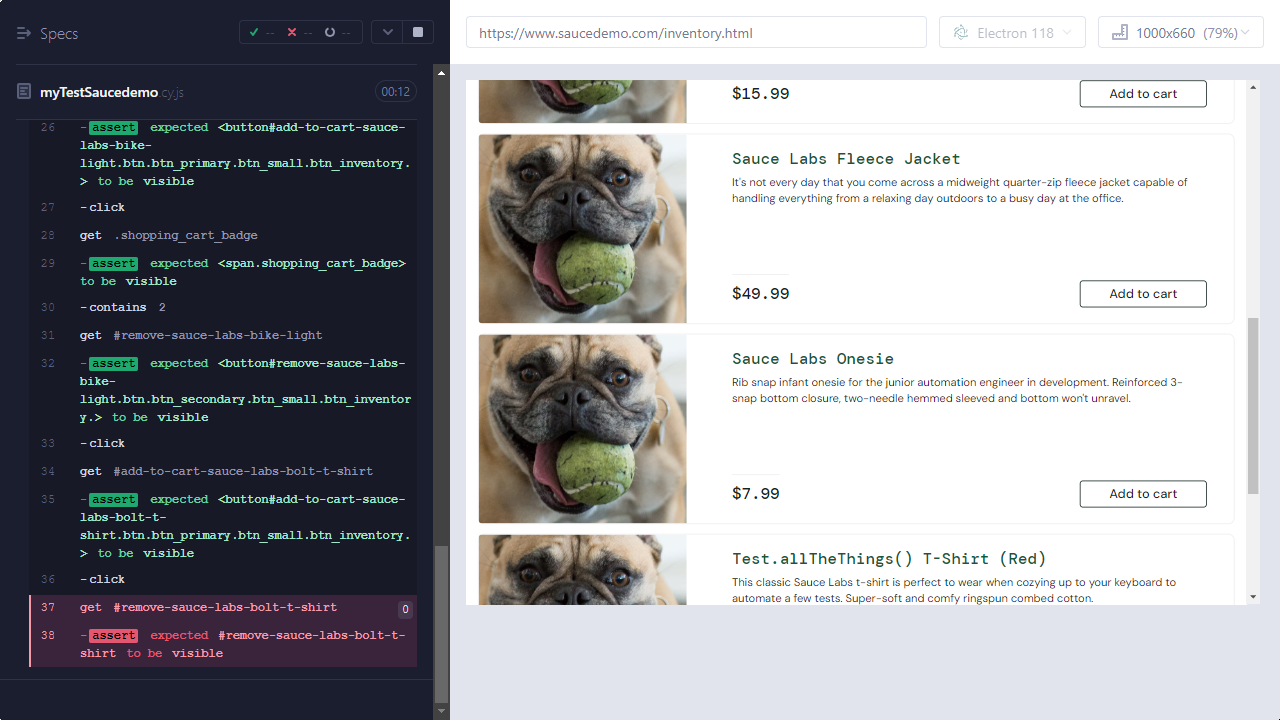 Specs
--
--
--
https://www.saucedemo.com/inventory.html
Electron 118
1000x660 (79%)
myTestSaucedemo.cy.js
00:12
26 -assert expected <button#add-to-cart-sauce-
labs-bike-
light.btn.btn_primary.btn_small.btn_inventory.
> to be visible
27 -click
28 get .shopping_cart_badge
29 -assert expected <span.shopping_cart_badge>
to be visible
30 -contains 2
31 get #remove-sauce-labs-bike-light
32 -assert expected <button#remove-sauce-labs-
bike-
light.btn.btn_secondary.btn_small.btn_inventor
y.> to be visible
33 -click
34 get #add-to-cart-sauce-labs-bolt-t-shirt
35 -assert expected <button#add-to-cart-sauce-
labs-bolt-t-
shirt.btn.btn_primary.btn_small.btn_inventory.
> to be visible
36 -click
37 get #remove-sauce-labs-bolt-t-shirt 0
38 -assert expected #remove-sauce-labs-bolt-t-
shirt to be visible
$15.99
Add to cart
Sauce Labs Fleece Jacket
It's not every day that you come across a midweight quarter-zip fleece jacket capable of
handling everything from a relaxing day outdoors to a busy day at the office.
$49.99
Add to cart
Sauce Labs Onesie
Rib snap infant onesie for the junior automation engineer in development. Reinforced 3-
snap bottom closure, two-needle hemmed sleeved and bottom won't unravel.
$7.99
Add to cart
Test.allTheThings() T-Shirt (Red)
This classic Sauce Labs t-shirt is perfect to wear when cozying up to your keyboard to
automate a few tests. Super-soft and comfy ringspun combed cotton.